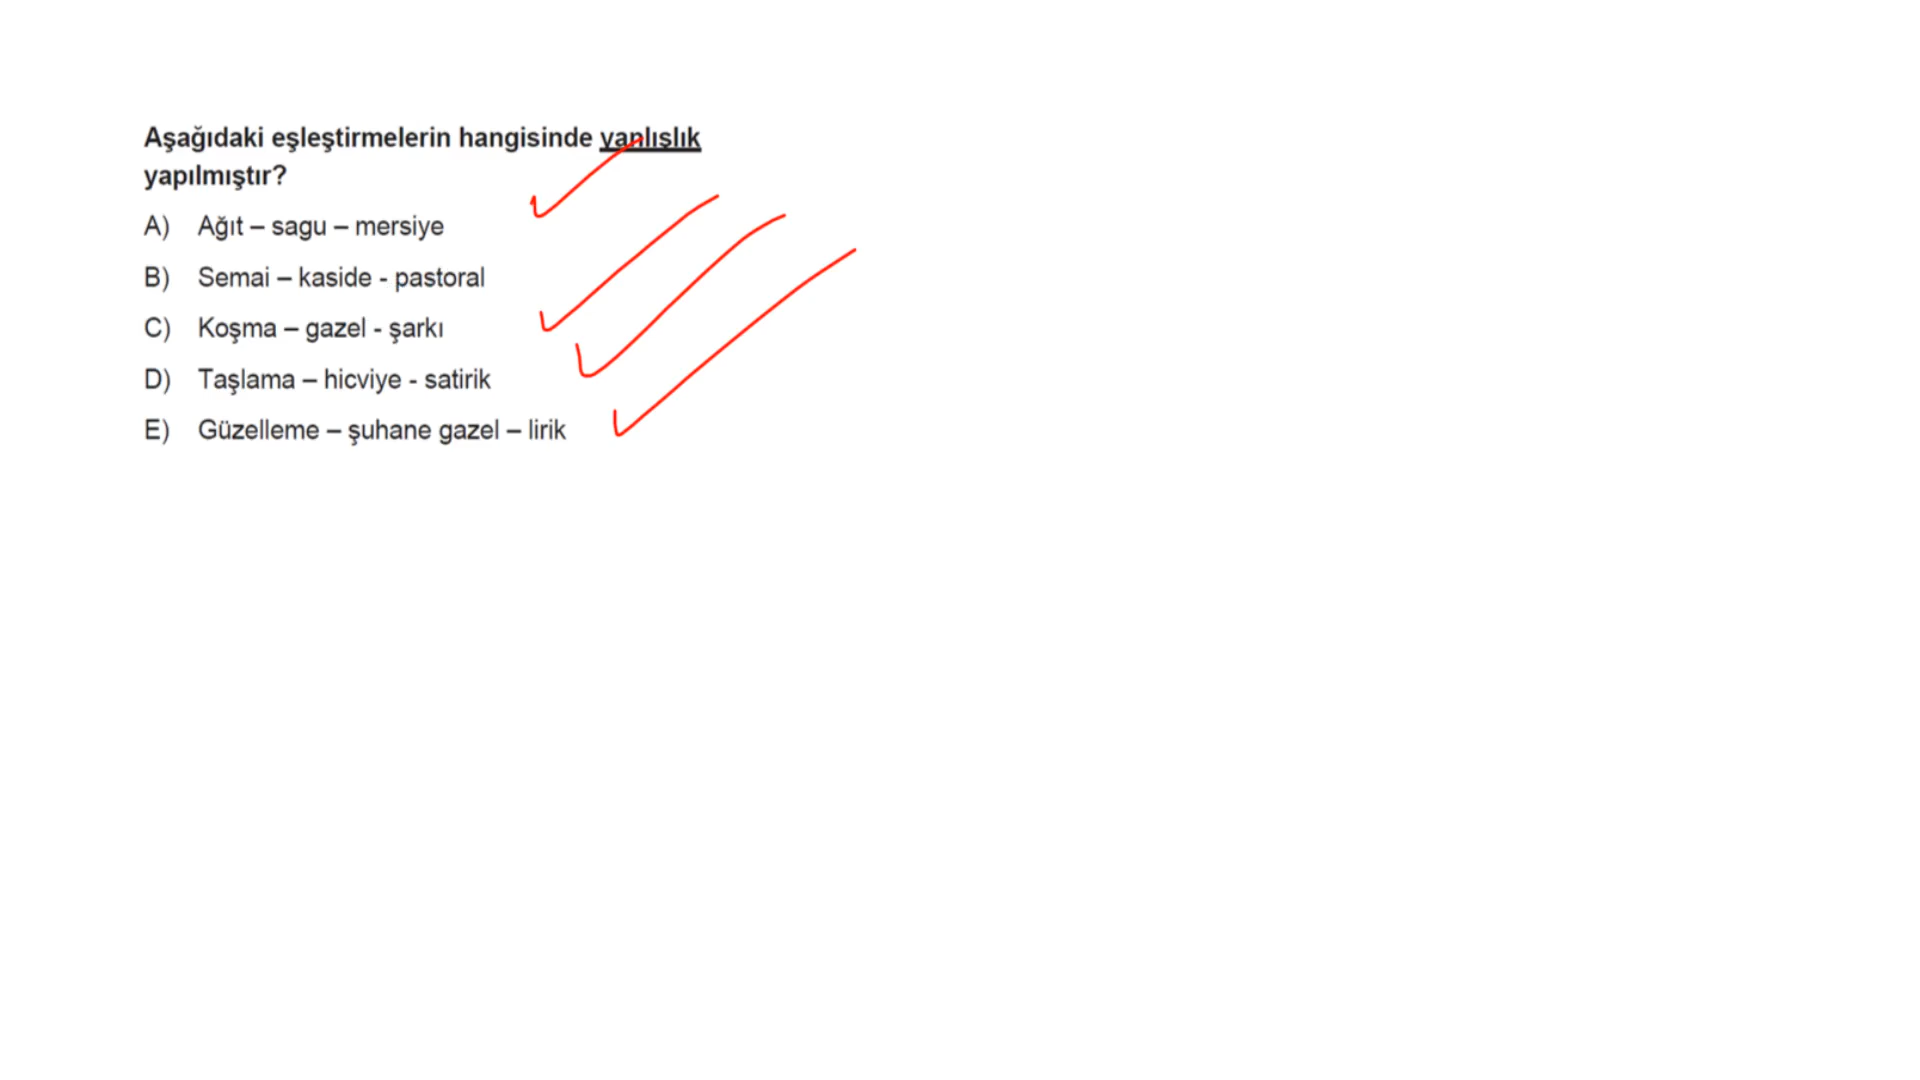 Aşağıdaki eşleştirmelerin hangisinde yanlışlık
yapılmıştır?
A) Ağıt – sagu – mersiye
B) Semai – kaside - pastoral
C) Koşma – gazel - şarkı
D) Taşlama – hicviye - satirik
E) Güzelleme – şuhane gazel – lirik